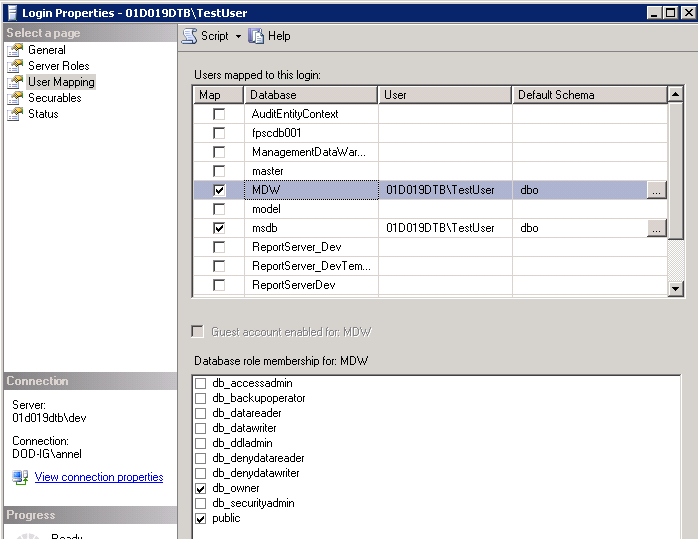 Login Properties - 01D019DTB\TestUser
Select a page
General
Server Roles
User Mapping
Securables
Status
Script
Help
Users mapped to this login:
Map Database User Default Schema
AuditEntityContext
fpscdb001
ManagementDataWar...
master
MDW 01D019DTB\TestUser dbo ...
model
msdb 01D019DTB\TestUser dbo ...
ReportServer_Dev
ReportServer_DevTem...
ReportServerDev
Guest account enabled for: MDW
Database role membership for: MDW
db_accessadmin
db_backupoperator
db_datareader
db_datawriter
db_ddladmin
db_denydatareader
db_denydatawriter
db_owner
db_securityadmin
public
Connection
Server:
01d019dtb\dev
Connection:
DOD-IG\annel
View connection properties
Progress
Ready